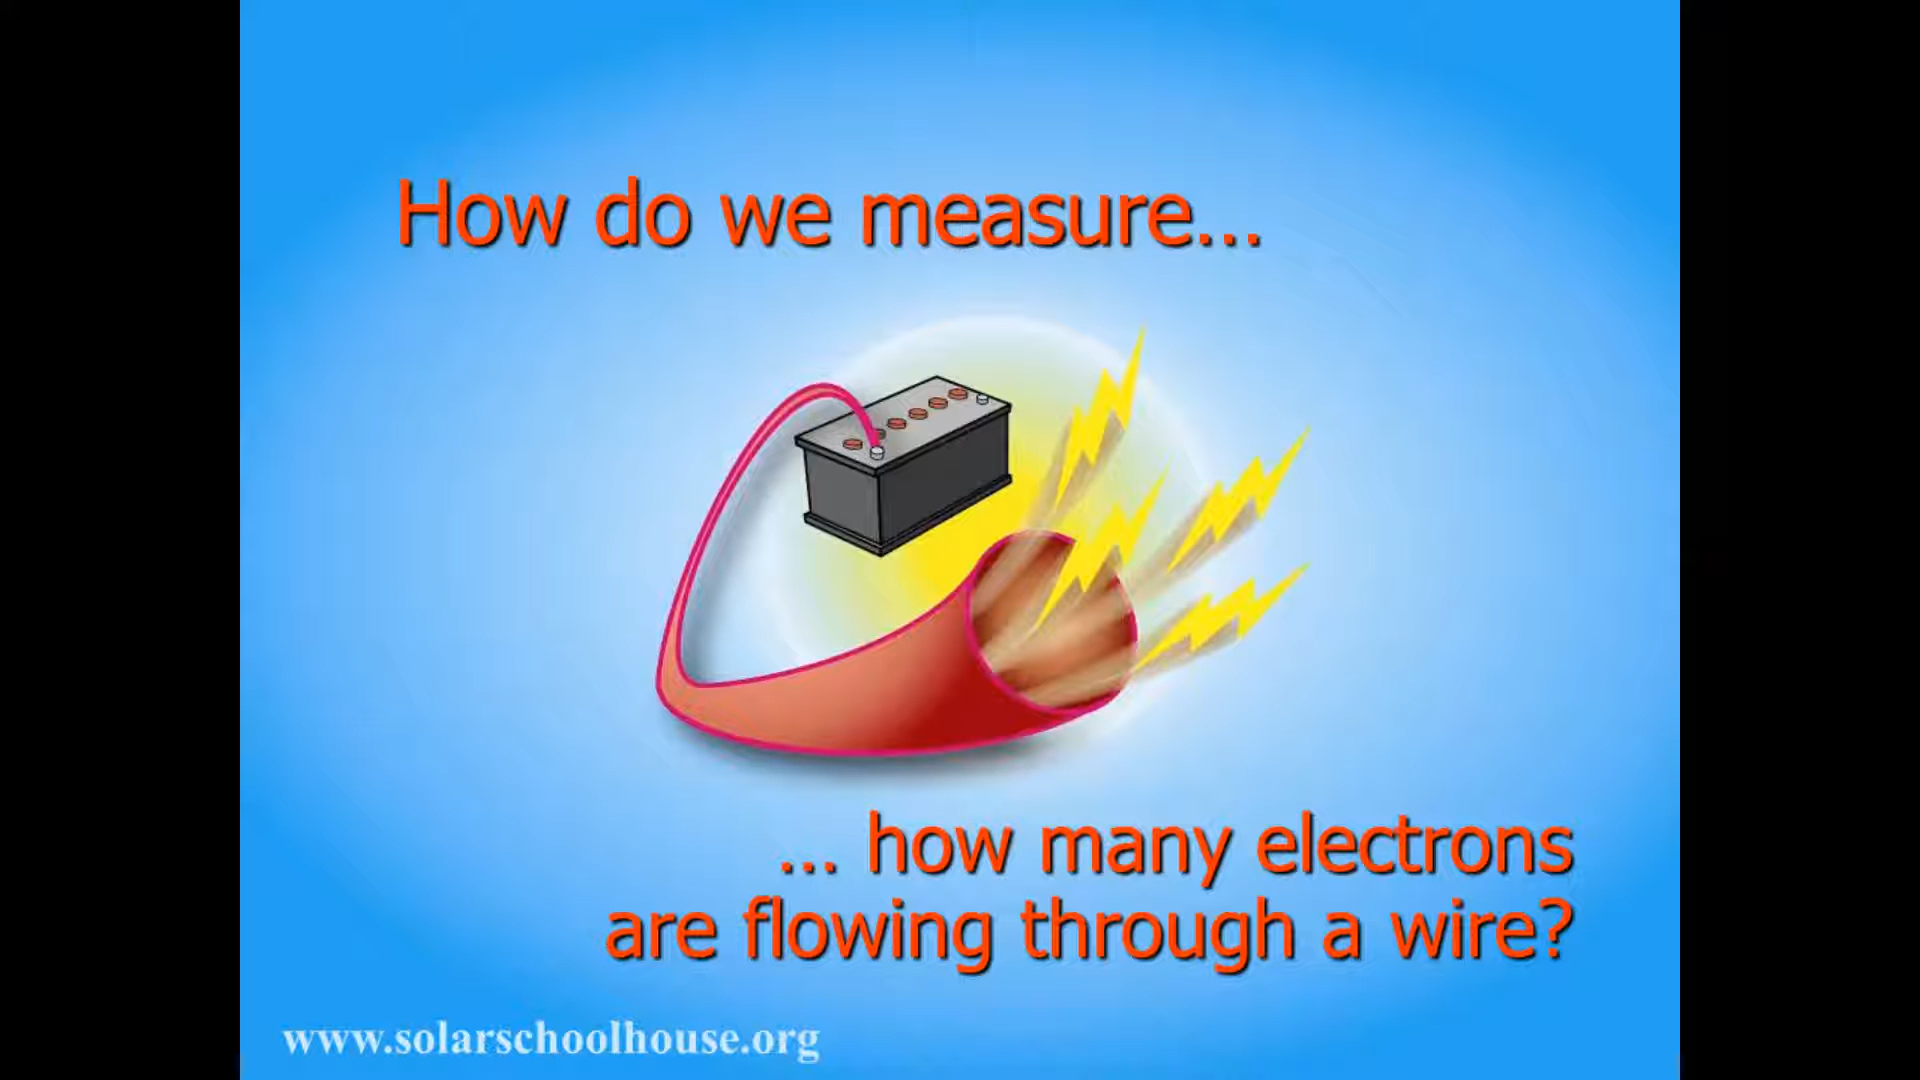 How do we measure...
... how many electrons
are flowing through a wire?
www.solarschoolhouse.org